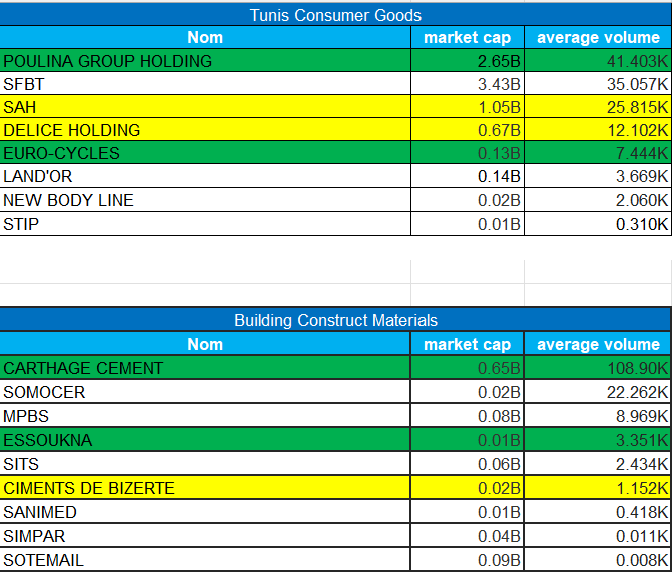 Tunis Consumer Goods
Nom market cap average volume
POULINA GROUP HOLDING 2.65B 41.403K
SFBT 3.43B 35.057K
SAH 1.05B 25.815K
DELICE HOLDING 0.67B 12.102K
EURO-CYCLES 0.13B 7.444K
LAND'OR 0.14B 3.669K
NEW BODY LINE 0.02B 2.060K
STIP 0.01B 0.310K
Building Construct Materials
Nom market cap average volume
CARTHAGE CEMENT 0.65B 108.90K
SOMOCER 0.02B 22.262K
MPBS 0.08B 8.969K
ESSOUKNA 0.01B 3.351K
SITS 0.06B 2.434K
CIMENTS DE BIZERTE 0.02B 1.152K
SANIMED 0.01B 0.418K
SIMPAR 0.04B 0.011K
SOTEMAIL 0.09B 0.008K